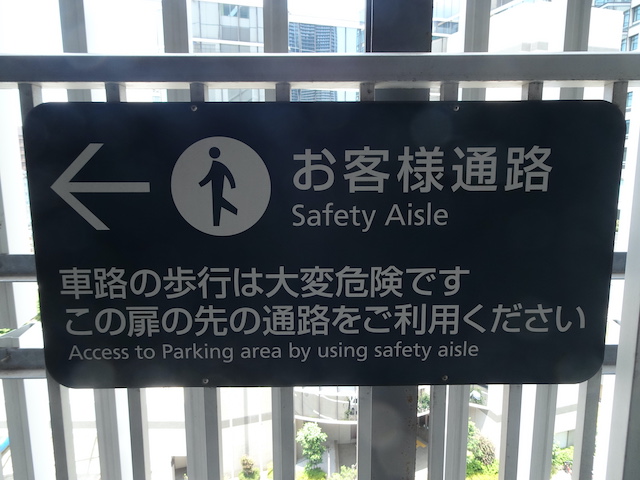 お客様通路
Safety Aisle
車路の歩行は大変危険です
この扉の先の通路をご利用ください
Access to Parking area by using safety aisle